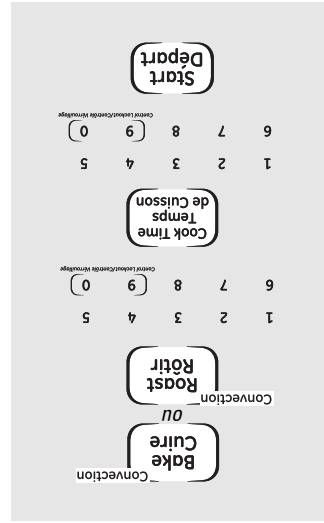 Convection
Bake
Cuire
ou
Convection
Roast
Rôtir
1 2 3 4 5
6 7 8 9 0
Control Lockout/Contrôle Verrouillage
Cook Time
Temps
de Cuisson
1 2 3 4 5
6 7 8 9 0
Control Lockout/Contrôle Verrouillage
Start
Départ